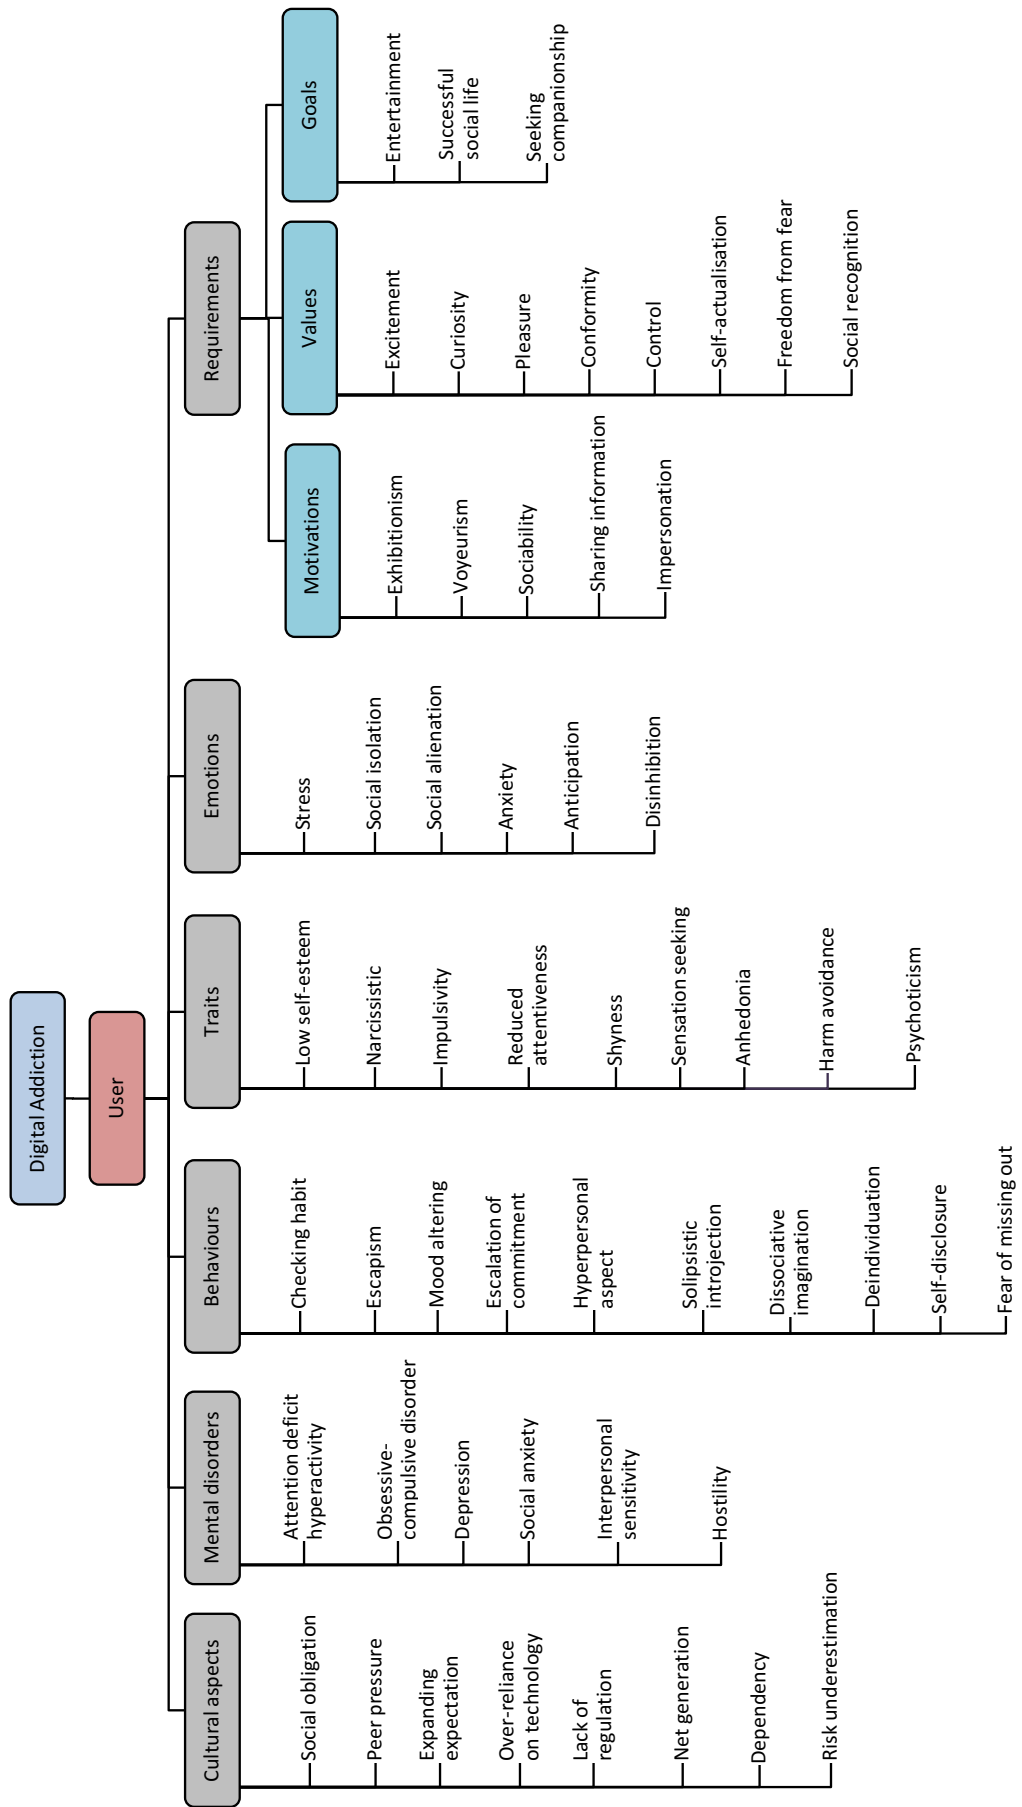 Digital Addiction
User
Cultural aspects
Social obligation
Peer pressure
Expanding
expectation
Over-reliance
on technology
Lack of
regulation
Net generation
Dependency
Risk underestimation
Mental disorders
Attention deficit
hyperactivity
Obsessive-
compulsive disorder
Depression
Social anxiety
Interpersonal
sensitivity
Hostility
Behaviours
Checking habit
Escapism
Mood altering
Escalation of
commitment
Hyperpersonal
aspect
Solipsistic
introjection
Dissociative
imagination
Deindividuation
Self-disclosure
Fear of missing out
Traits
Low self-esteem
Narcissistic
Impulsivity
Reduced
attentiveness
Shyness
Sensation seeking
Anhedonia
Harm avoidance
Psychoticism
Emotions
Stress
Social isolation
Social alienation
Anxiety
Anticipation
Disinhibition
Requirements
Motivations
Exhibitionism
Voyeurism
Sociability
Sharing information
Impersonation
Values
Excitement
Curiosity
Pleasure
Conformity
Control
Self-actualisation
Freedom from fear
Social recognition
Goals
Entertainment
Successful
social life
Seeking
companionship